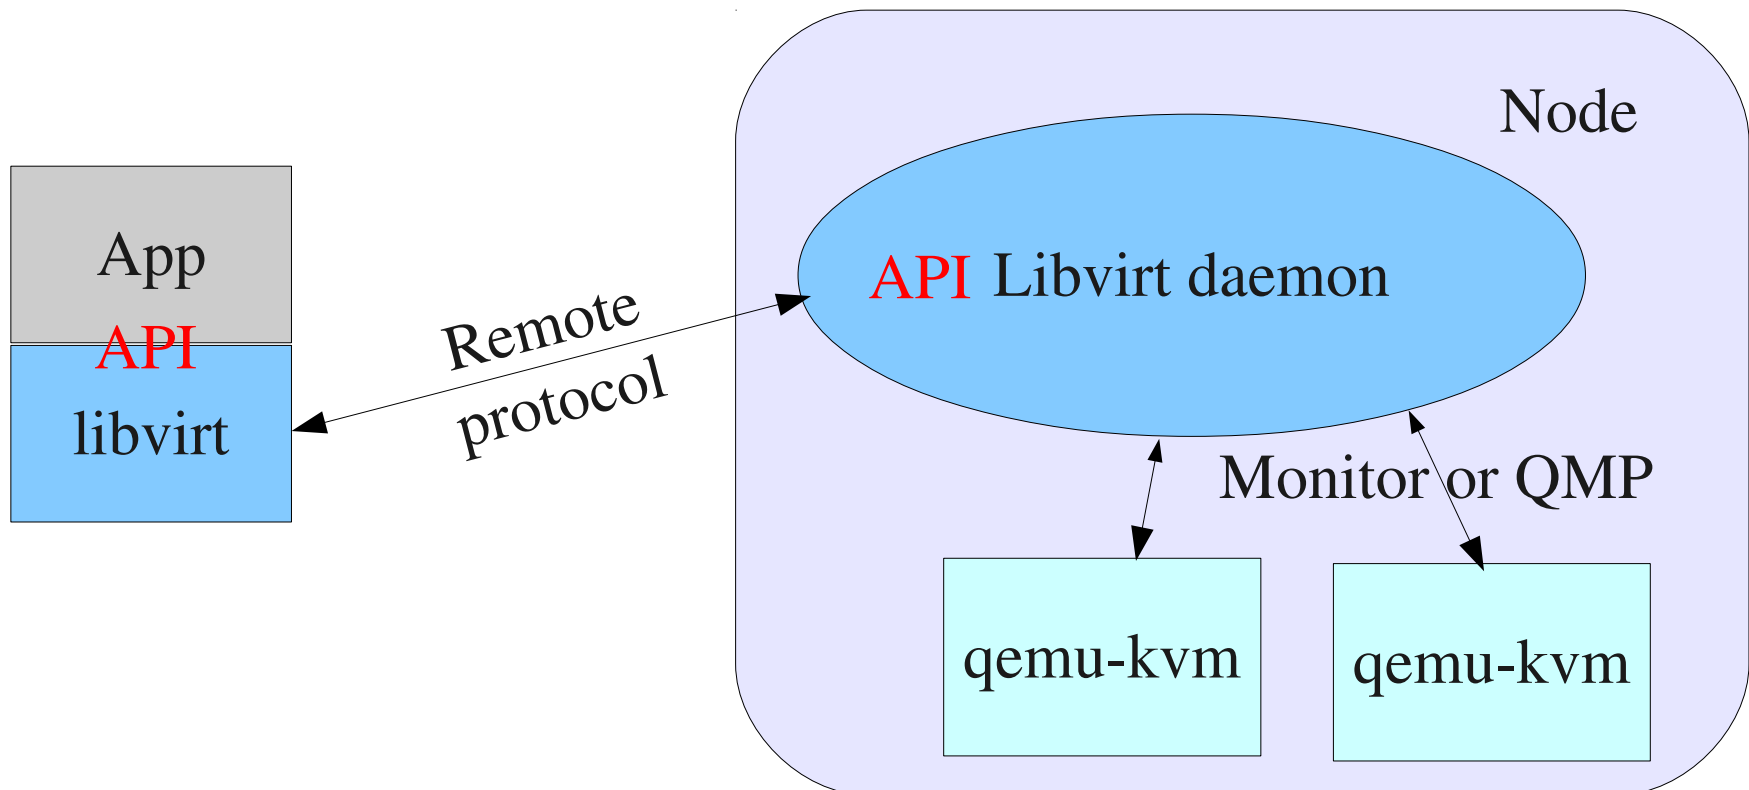 Node
App
API
libvirt
Remote
protocol
API Libvirt daemon
Monitor or QMP
qemu-kvm
qemu-kvm